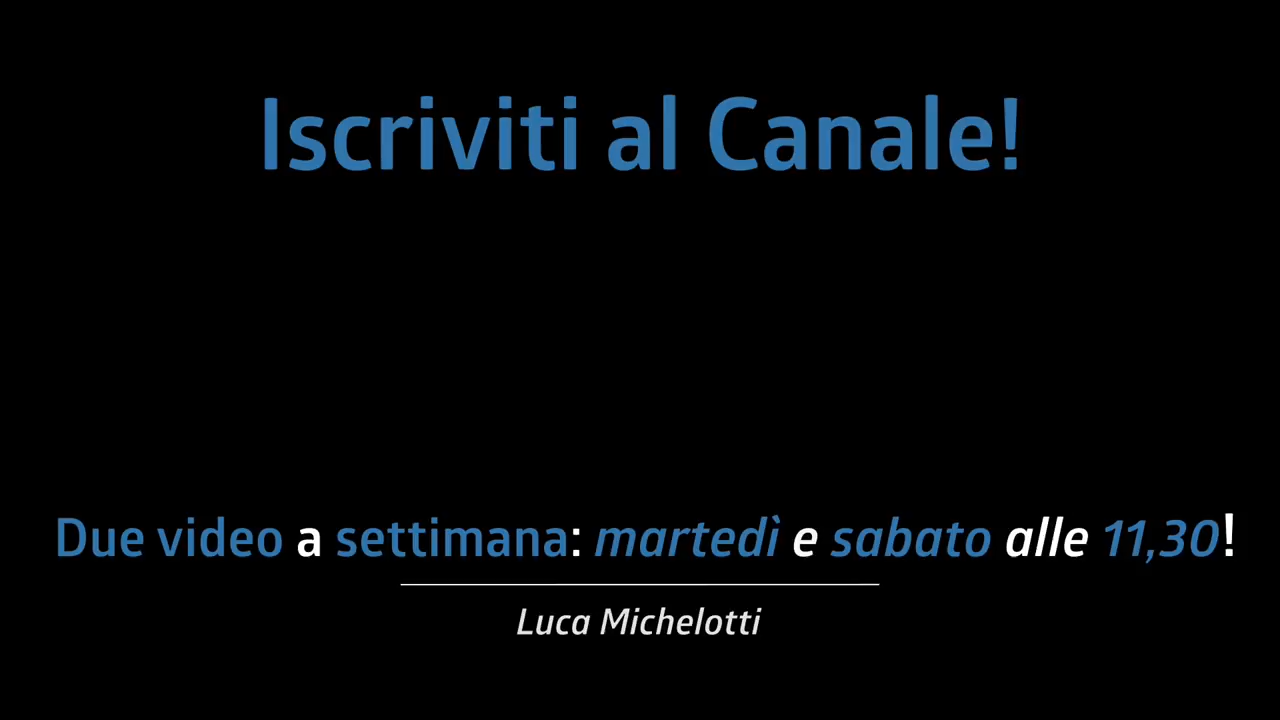 Iscriviti al Canale!
Due video a settimana: martedì e sabato alle 11,30!
Luca Michelotti